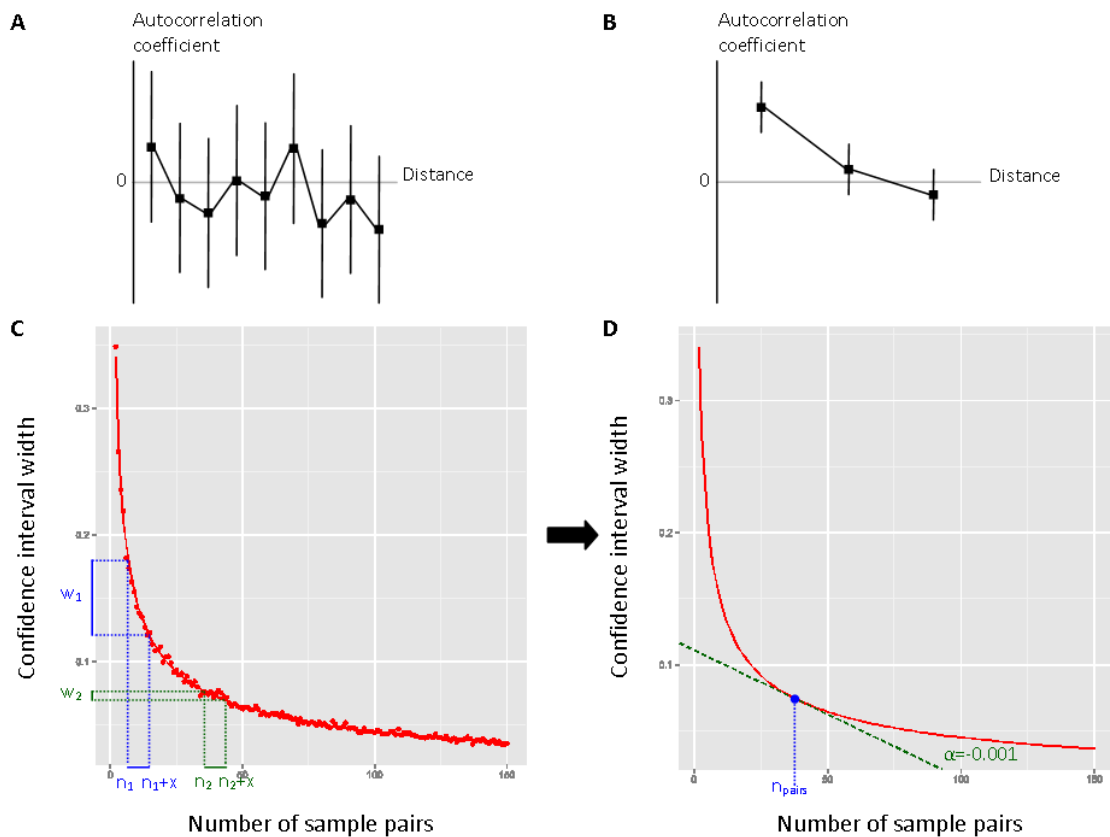 A
Autocorrelation
coefficient
0
Distance
B
Autocorrelation
coefficient
0
Distance
C
Confidence interval width
0.3
0.2
0.1
w₁
w₂
0
50
100
150
n₁ n₁+x n₂ n₂+x
Number of sample pairs
D
Confidence interval width
0.3
0.2
0.1
α=-0.001
0
50
100
150
n_pairs
Number of sample pairs